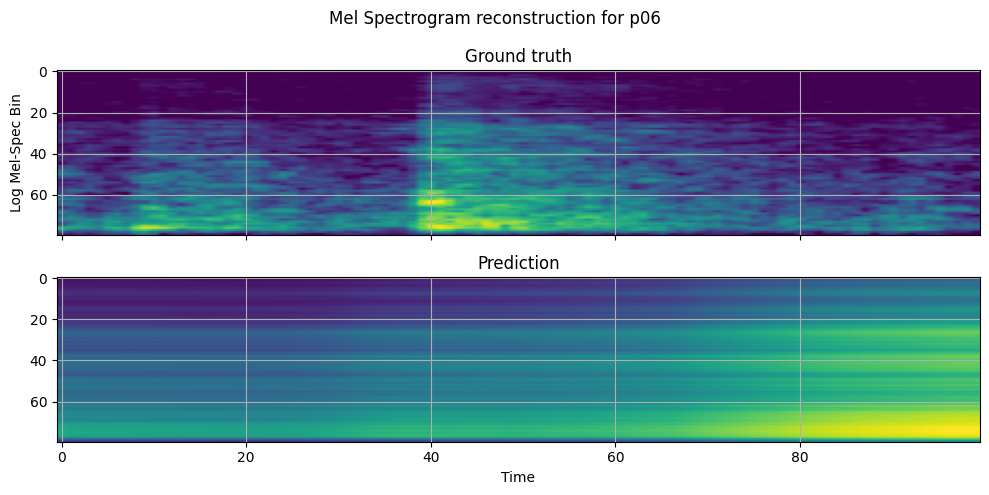 Mel Spectrogram reconstruction for p06
Ground truth
Log Mel-Spec Bin
0
20
40
60
Prediction
0
20
40
60
0 20 40 60 80
Time